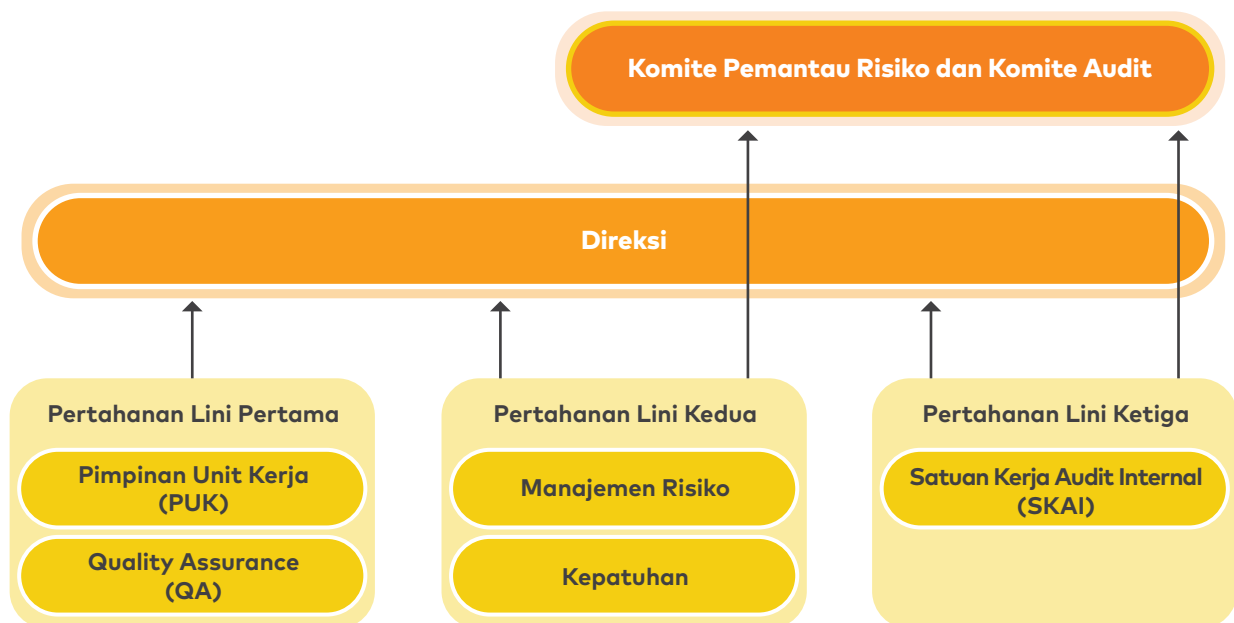 Komite Pemantau Risiko dan Komite Audit
Direksi
Pertahanan Lini Pertama
Pimpinan Unit Kerja
(PUK)
Quality Assurance
(QA)
Pertahanan Lini Kedua
Manajemen Risiko
Kepatuhan
Pertahanan Lini Ketiga
Satuan Kerja Audit Internal
(SKAI)